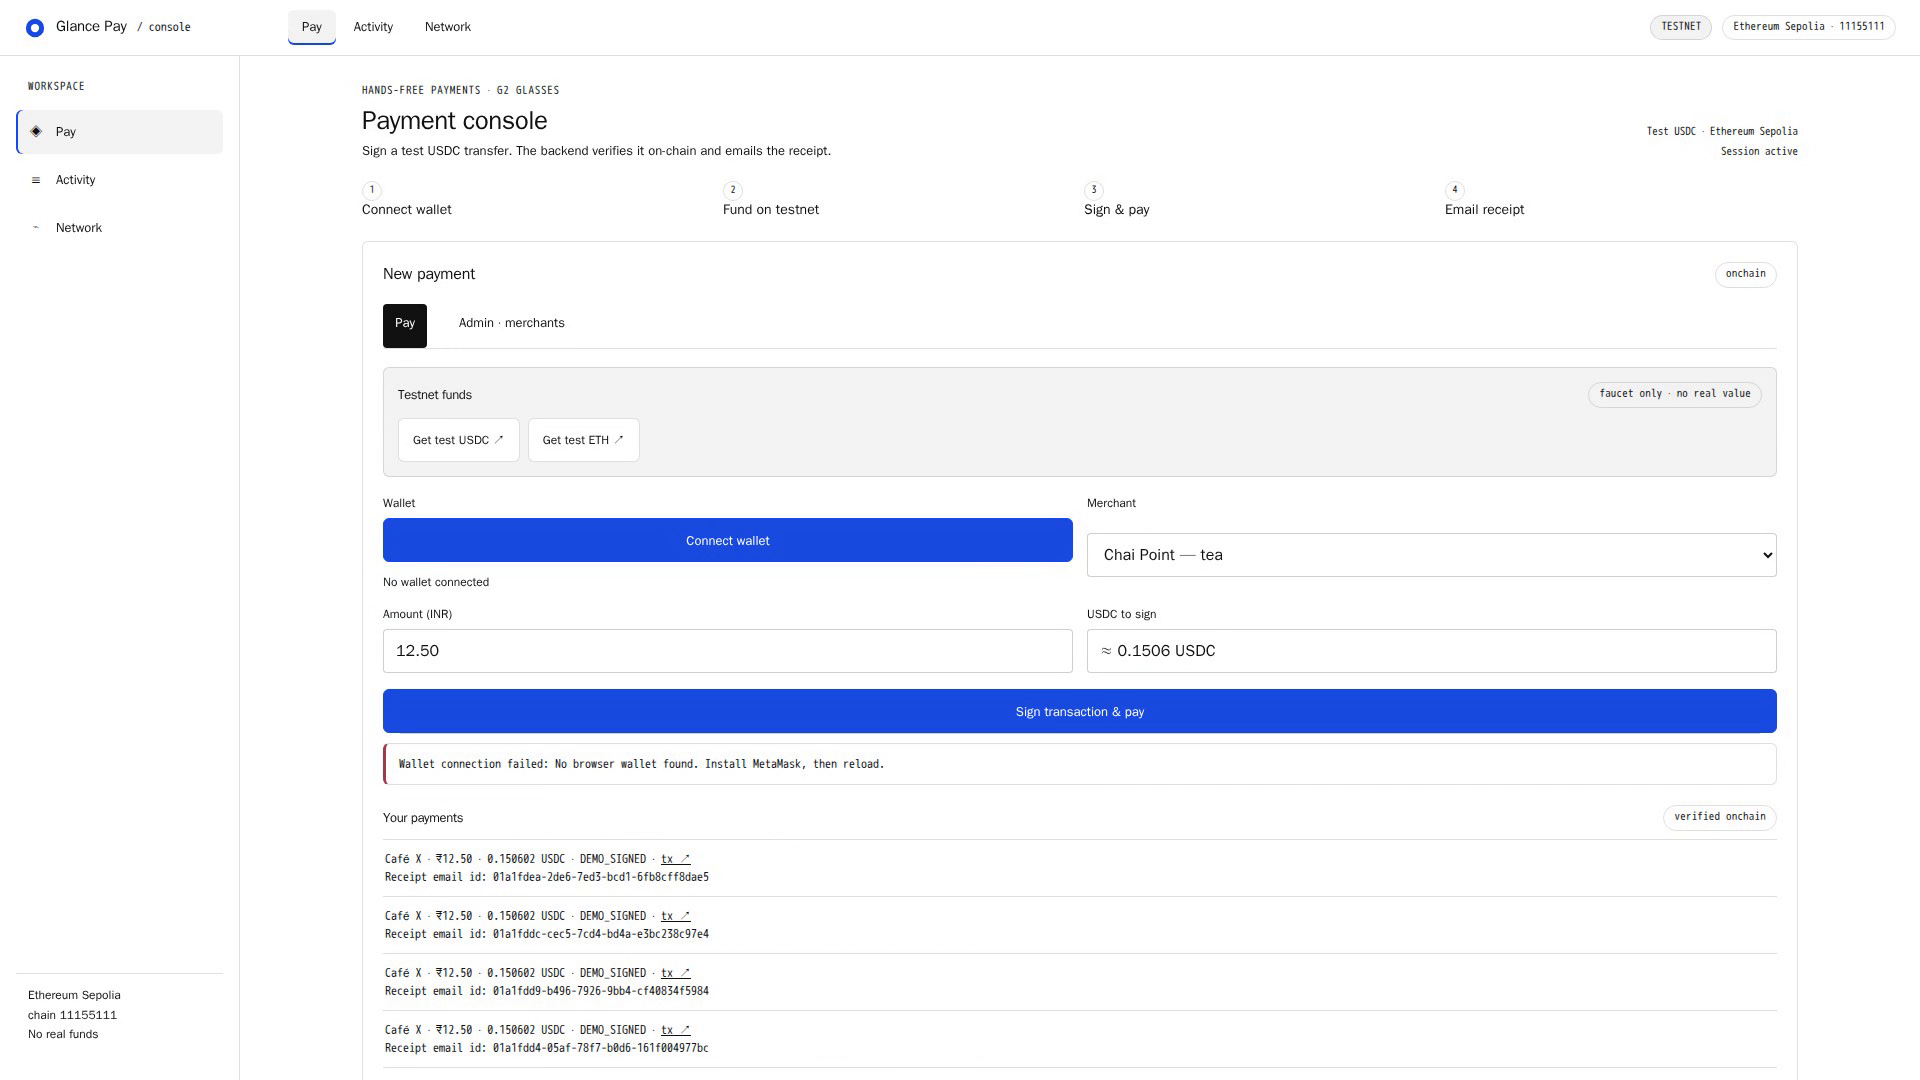 Glance Pay / console
Pay
Activity
Network
TESTNET
Ethereum Sepolia · 11155111
WORKSPACE
Pay
Activity
Network
Ethereum Sepolia
chain 11155111
No real funds
HANDS-FREE PAYMENTS · G2 GLASSES
Payment console
Sign a test USDC transfer. The backend verifies it on-chain and emails the receipt.
Test USDC · Ethereum Sepolia
Session active
1
Connect wallet
2
Fund on testnet
3
Sign & pay
4
Email receipt
New payment
onchain
Pay
Admin · merchants
Testnet funds
faucet only · no real value
Get test USDC ↗
Get test ETH ↗
Wallet
Connect wallet
No wallet connected
Merchant
Chai Point — tea
Amount (INR)
12.50
USDC to sign
≈ 0.1506 USDC
Sign transaction & pay
Wallet connection failed: No browser wallet found. Install MetaMask, then reload.
Your payments
verified onchain
Café X · ₹12.50 · 0.150602 USDC · DEMO_SIGNED · tx ↗
Receipt email id: 01a1fdea-2de6-7ed3-bcd1-6fb8cff8dae5
Café X · ₹12.50 · 0.150602 USDC · DEMO_SIGNED · tx ↗
Receipt email id: 01a1fddc-cec5-7cd4-bd4a-e3bc238c97e4
Café X · ₹12.50 · 0.150602 USDC · DEMO_SIGNED · tx ↗
Receipt email id: 01a1fdd9-b496-7926-9bb4-cf40834f5984
Café X · ₹12.50 · 0.150602 USDC · DEMO_SIGNED · tx ↗
Receipt email id: 01a1fdd4-05af-78f7-b0d6-161f004977bc